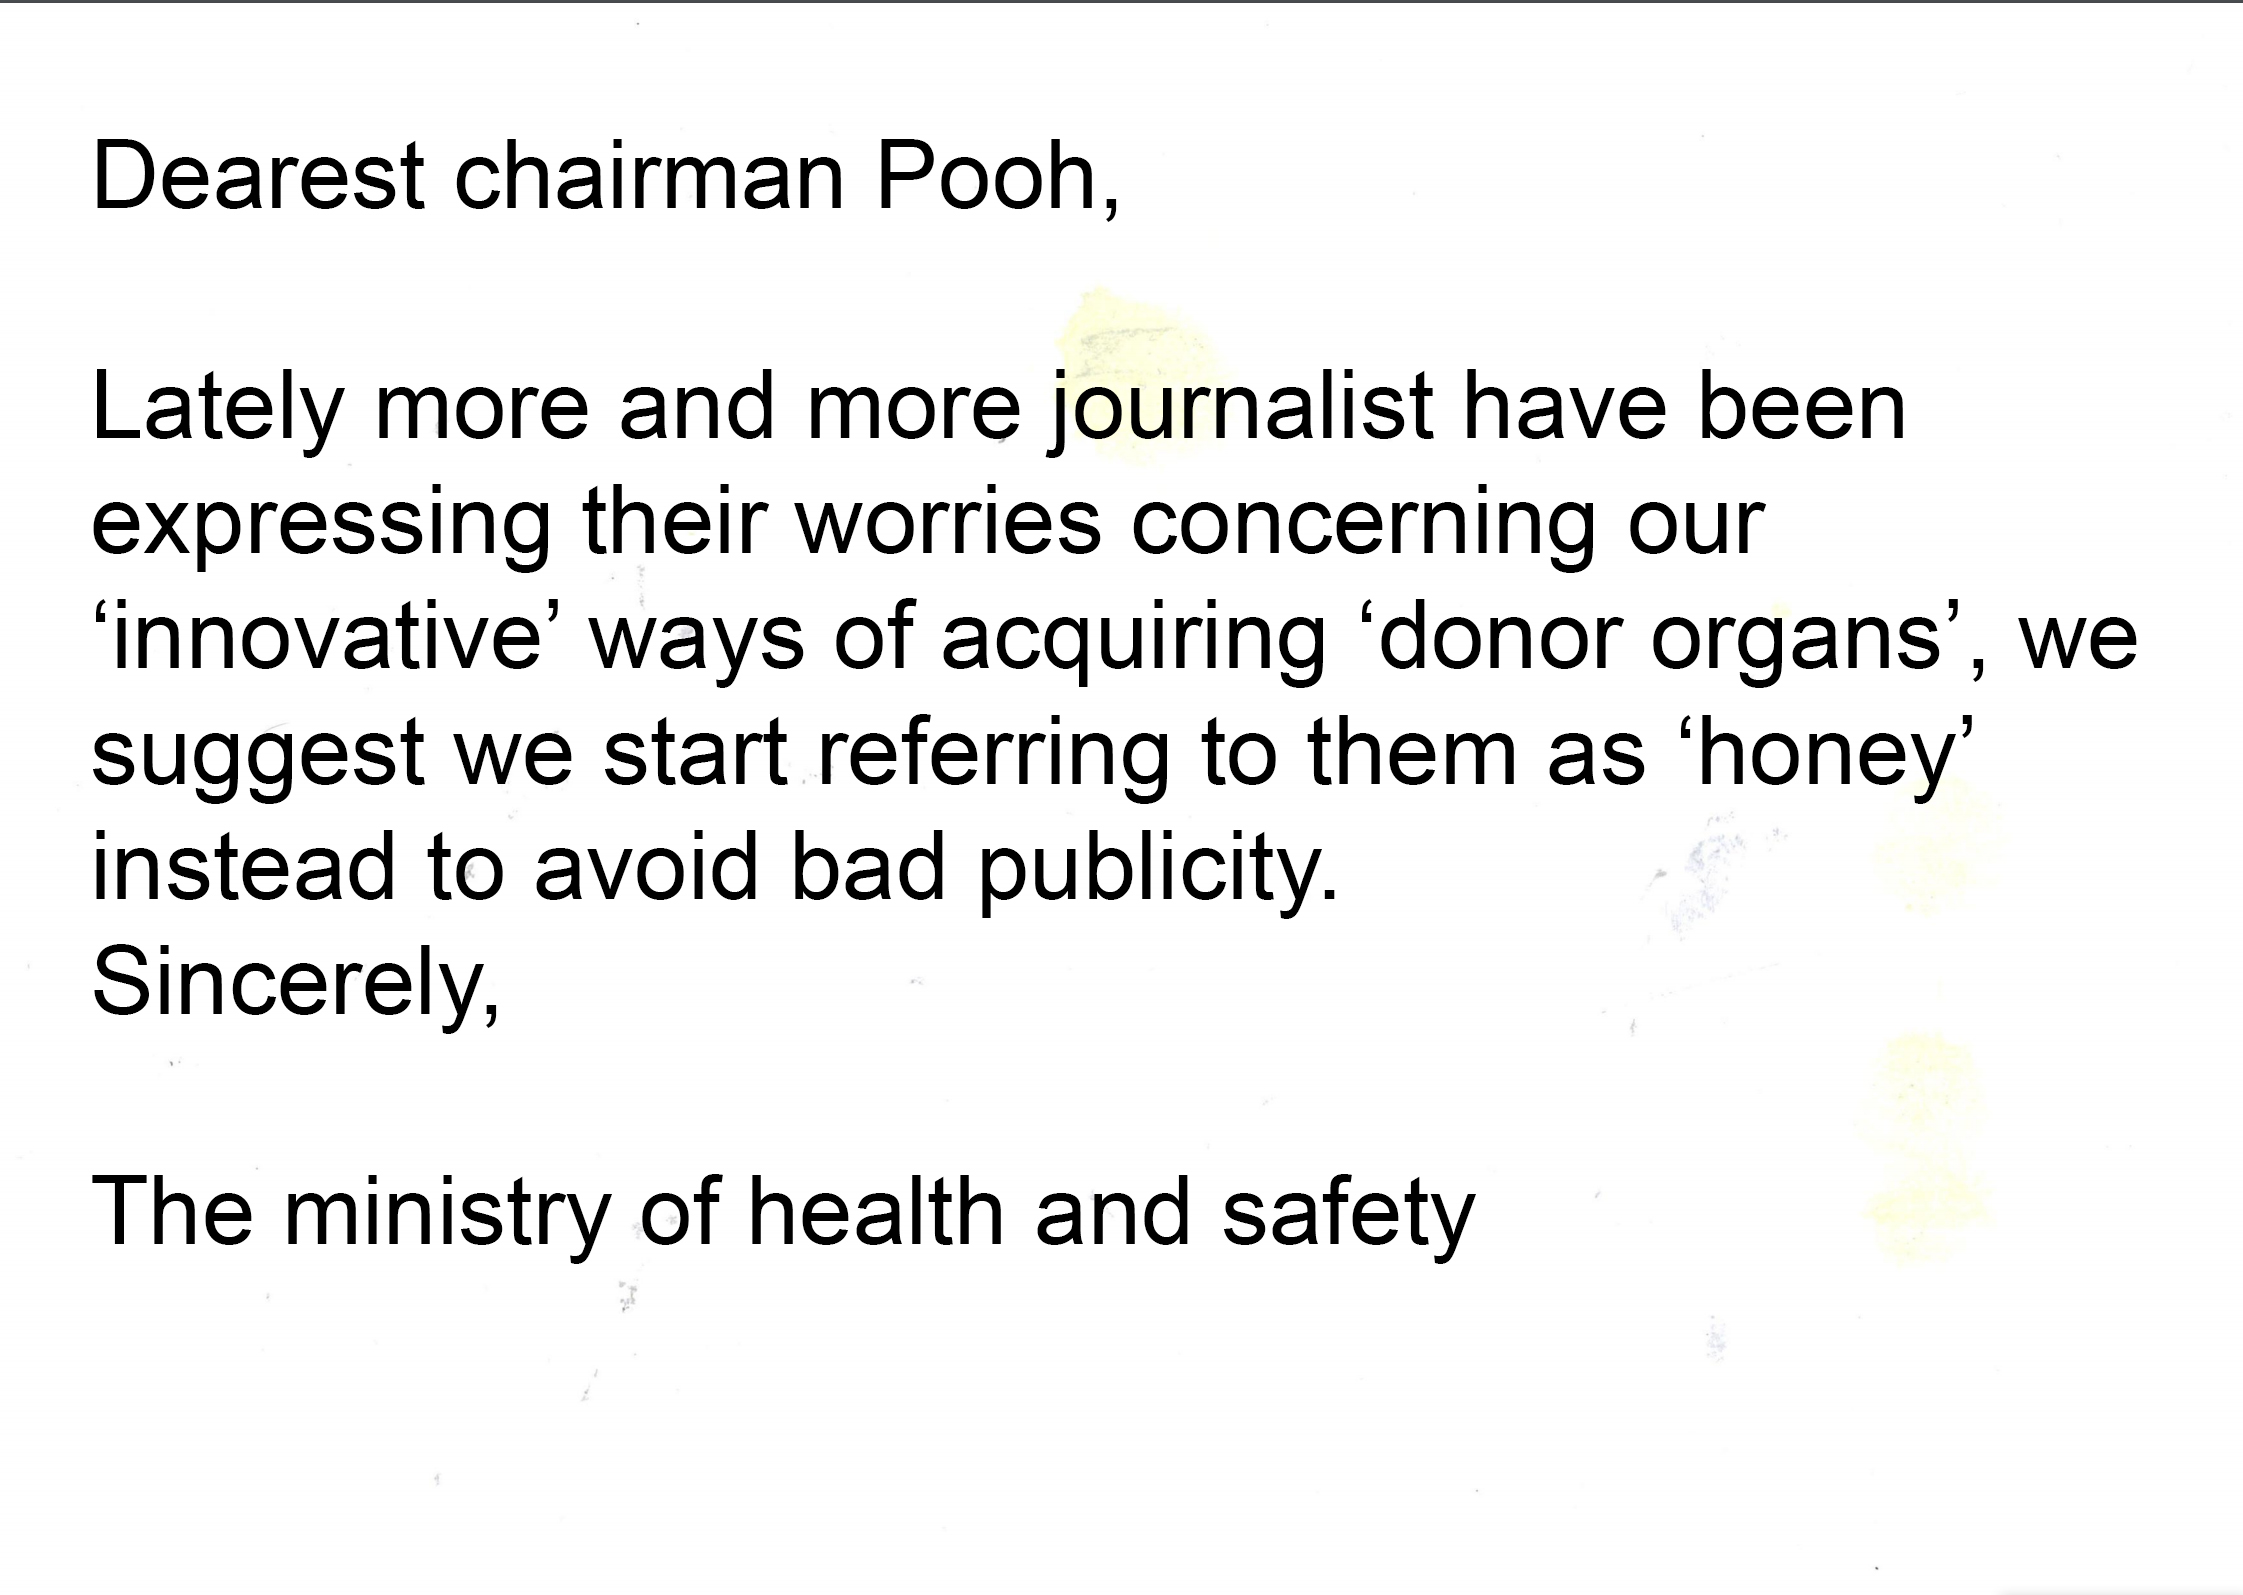 Dearest chairman Pooh,
Lately more and more journalist have been
expressing their worries concerning our
‘innovative’ ways of acquiring ‘donor organs’, we
suggest we start referring to them as ‘honey’
instead to avoid bad publicity.
Sincerely,
The ministry of health and safety